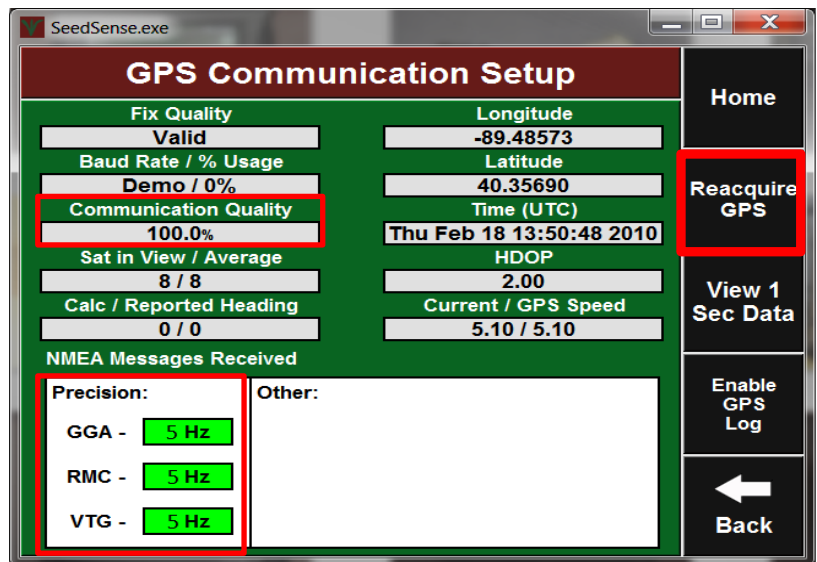 SeedSense.exe
GPS Communication Setup
Fix Quality
Valid
Baud Rate / % Usage
Demo / 0%
Communication Quality
100.0%
Sat in View / Average
8 / 8
Calc / Reported Heading
0 / 0
Longitude
-89.48573
Latitude
40.35690
Time (UTC)
Thu Feb 18 13:50:48 2010
HDOP
2.00
Current / GPS Speed
5.10 / 5.10
NMEA Messages Received
Precision:
GGA - 5 Hz
RMC - 5 Hz
VTG - 5 Hz
Other:
Home
Reacquire
GPS
View 1
Sec Data
Enable
GPS
Log
Back